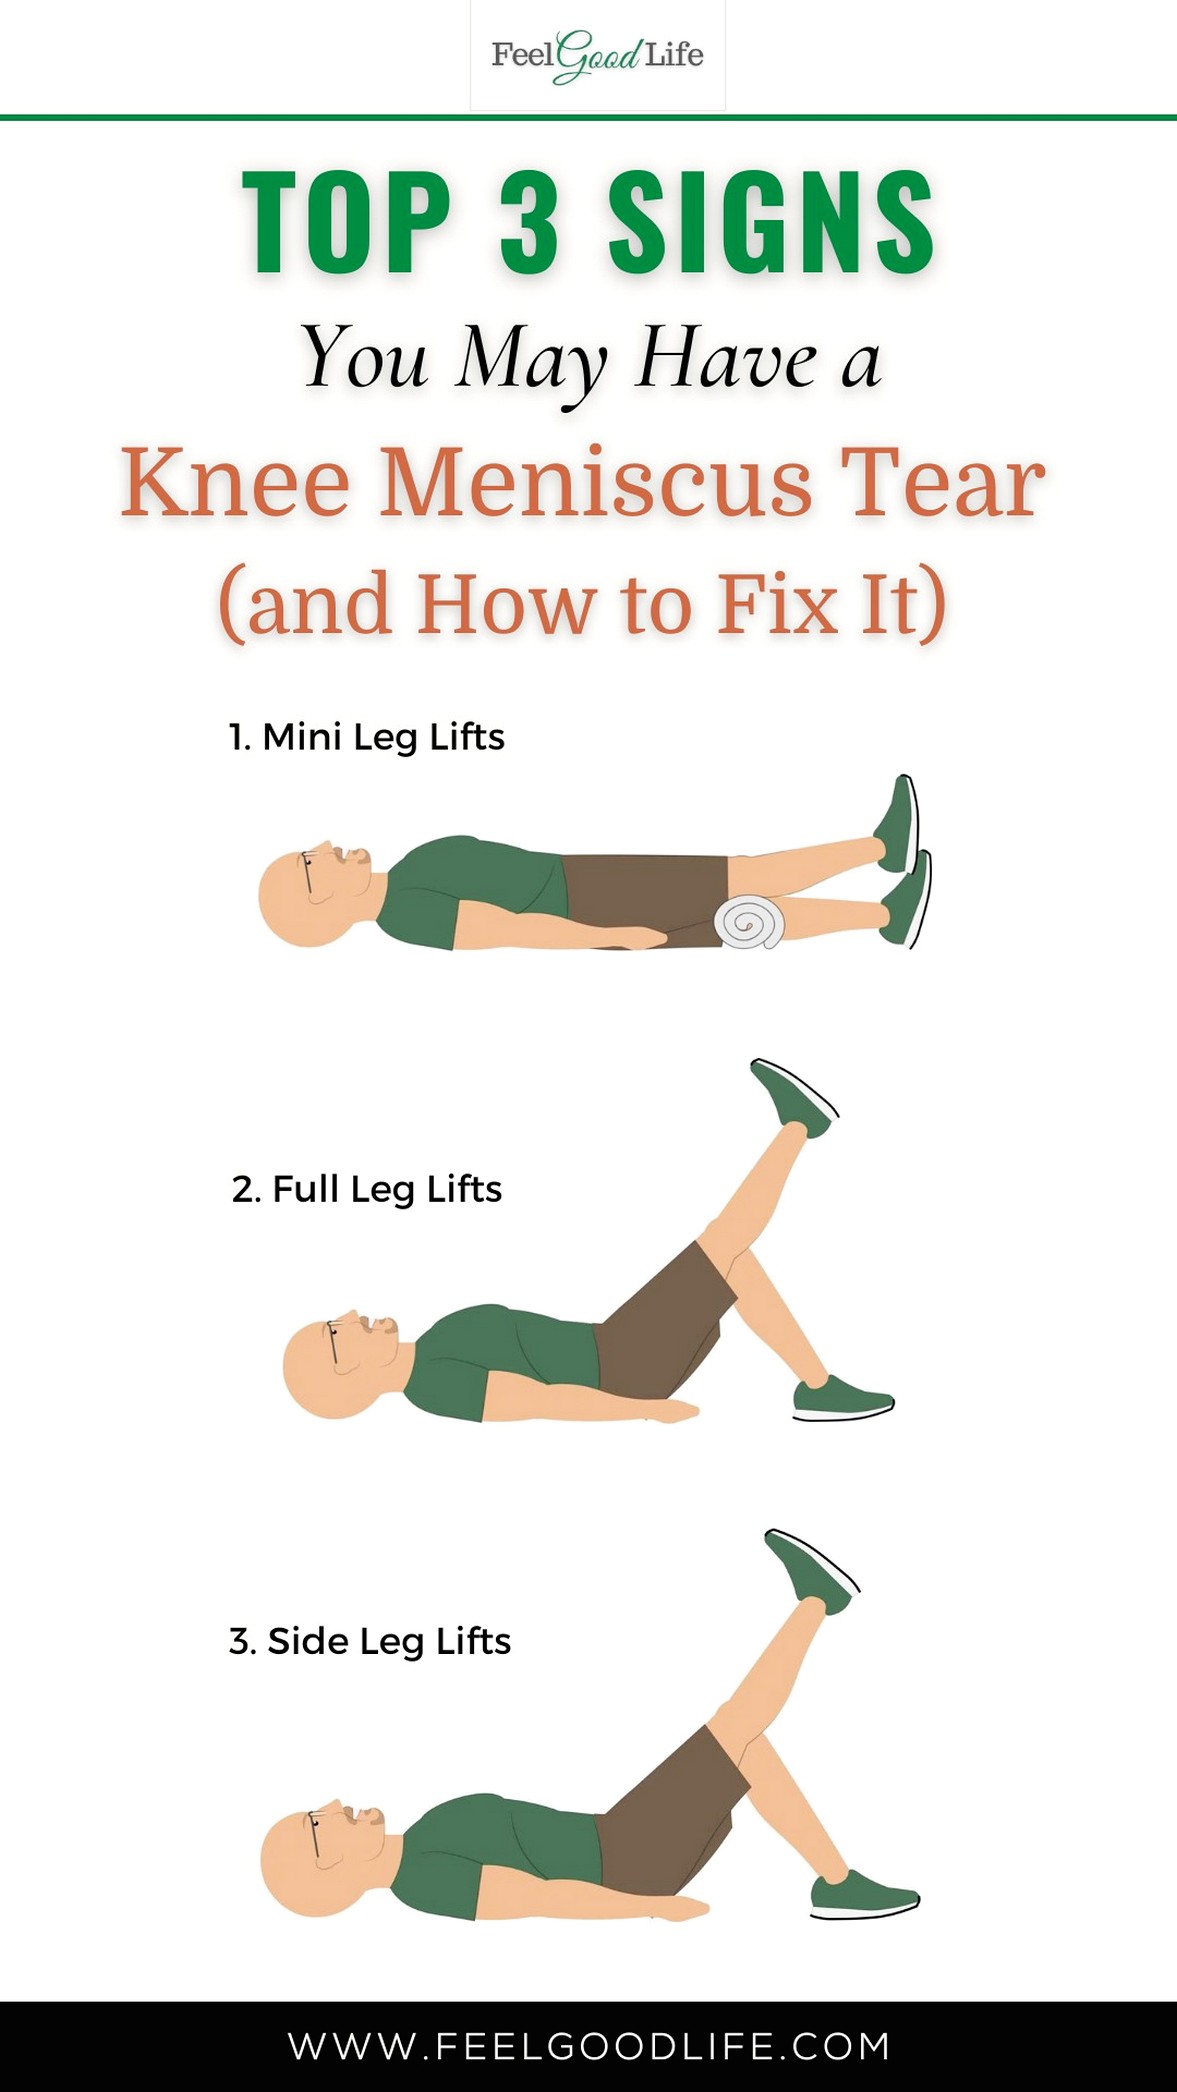 Feel Good Life
TOP 3 SIGNS
You May Have a
Knee Meniscus Tear
(and How to Fix It)
1. Mini Leg Lifts
2. Full Leg Lifts
3. Side Leg Lifts
WWW.FEELGOODLIFE.COM